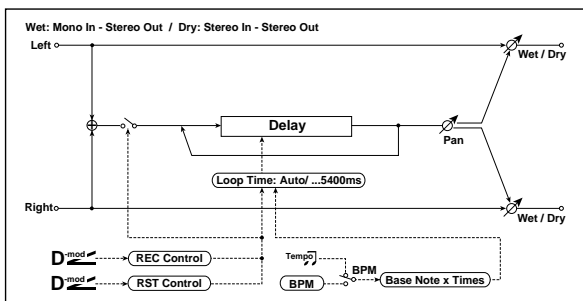 Wet: Mono In - Stereo Out / Dry: Stereo In - Stereo Out
Left
Wet / Dry
Delay
Pan
Loop Time: Auto/ ...5400ms
Right
Wet / Dry
D-mod
REC Control
Tempo
BPM
D-mod
RST Control
BPM
Base Note x Times